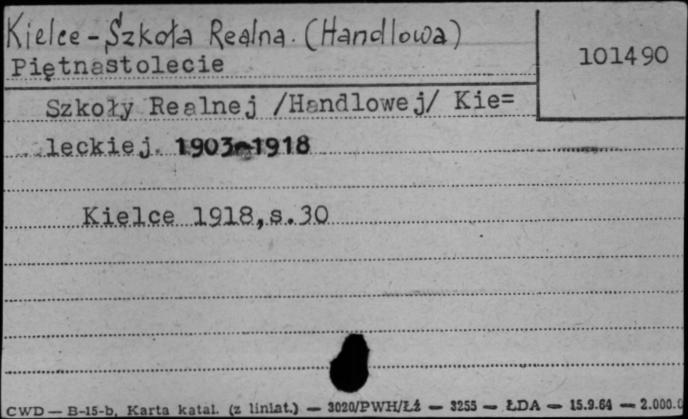 Kielce - Szkoła Realna. (Handlowa)
101490
Piętnastolecie
Szkoły Realnej /Handlowej/ Kie=
leckiej. 1903-1918
Kielce 1918,s.30
CWD — B-15-b, Karta katal. (z liniat.) — 3020/PWH/Łż — 3255 — ŁDA — 15.9.64 — 2.000.0